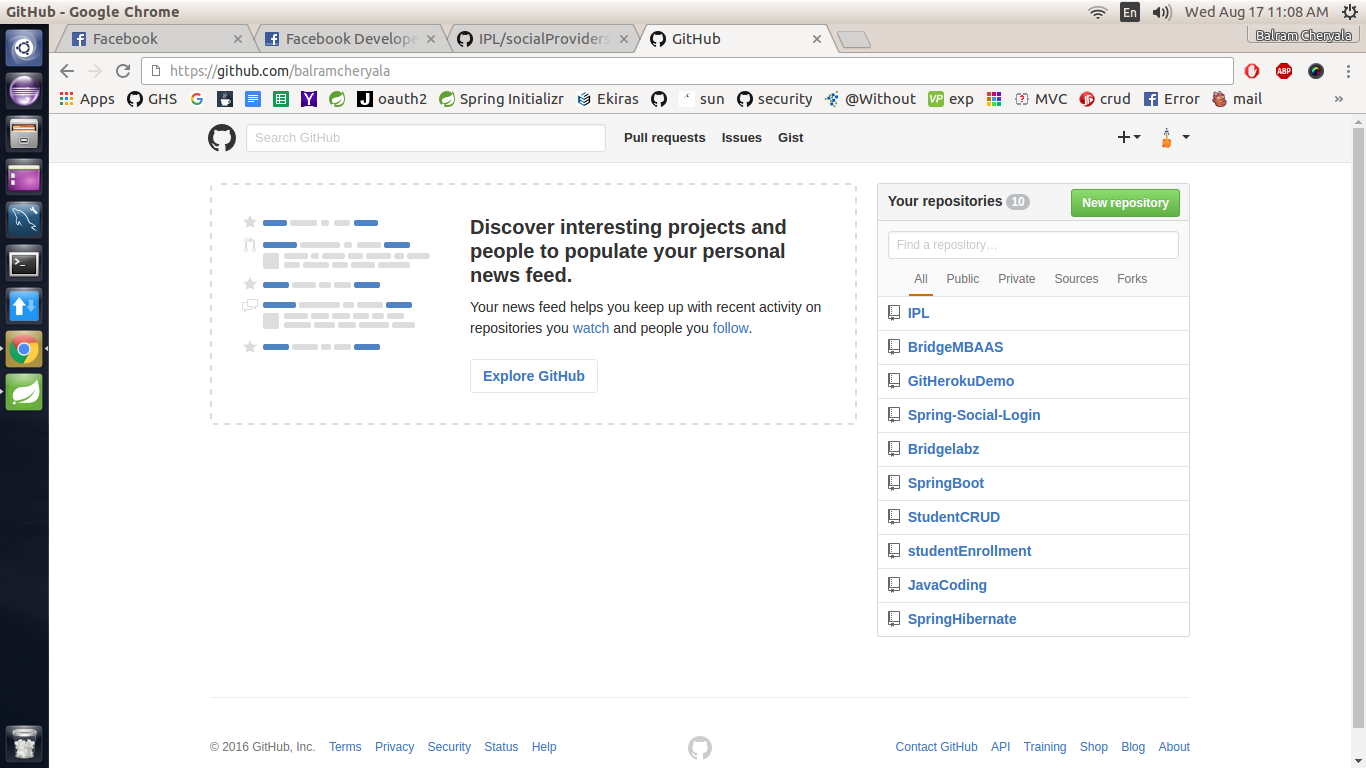 GitHub - Google Chrome
En
Wed Aug 17 11:08 AM
Facebook
Facebook Develope
IPL/socialProviders
GitHub
Balram Cheryala
https://github.com/balramcheryala
ABP
Apps
GHS
oauth2
Spring Initializr
Ekiras
sun
security
@Without
VP exp
MVC
crud
Error
mail
»
Search GitHub
Pull requests
Issues
Gist
Discover interesting projects and
people to populate your personal
news feed.
Your news feed helps you keep up with recent activity on
repositories you watch and people you follow.
Explore GitHub
Your repositories 10
New repository
Find a repository…
All Public Private Sources Forks
IPL
BridgeMBAAS
GitHerokuDemo
Spring-Social-Login
Bridgelabz
SpringBoot
StudentCRUD
studentEnrollment
JavaCoding
SpringHibernate
© 2016 GitHub, Inc. Terms Privacy Security Status Help
Contact GitHub API Training Shop Blog About